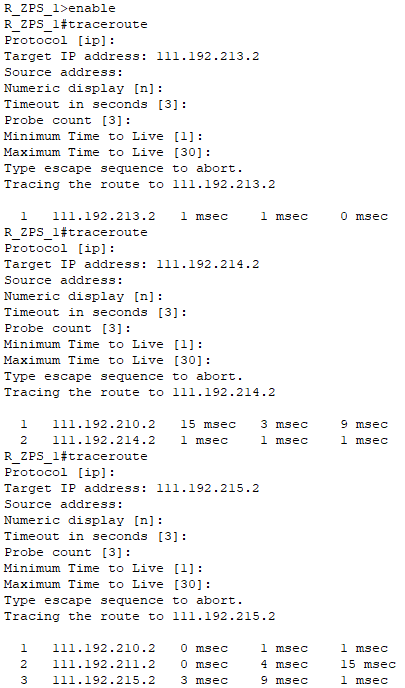 R_ZPS_1>enable
R_ZPS_1#traceroute
Protocol [ip]:
Target IP address: 111.192.213.2
Source address:
Numeric display [n]:
Timeout in seconds [3]:
Probe count [3]:
Minimum Time to Live [1]:
Maximum Time to Live [30]:
Type escape sequence to abort.
Tracing the route to 111.192.213.2
1 111.192.213.2 1 msec 1 msec 0 msec
R_ZPS_1#traceroute
Protocol [ip]:
Target IP address: 111.192.214.2
Source address:
Numeric display [n]:
Timeout in seconds [3]:
Probe count [3]:
Minimum Time to Live [1]:
Maximum Time to Live [30]:
Type escape sequence to abort.
Tracing the route to 111.192.214.2
1 111.192.210.2 15 msec 3 msec 9 msec
2 111.192.214.2 1 msec 1 msec 1 msec
R_ZPS_1#traceroute
Protocol [ip]:
Target IP address: 111.192.215.2
Source address:
Numeric display [n]:
Timeout in seconds [3]:
Probe count [3]:
Minimum Time to Live [1]:
Maximum Time to Live [30]:
Type escape sequence to abort.
Tracing the route to 111.192.215.2
1 111.192.210.2 0 msec 1 msec 1 msec
2 111.192.211.2 0 msec 4 msec 15 msec
3 111.192.215.2 3 msec 9 msec 1 msec